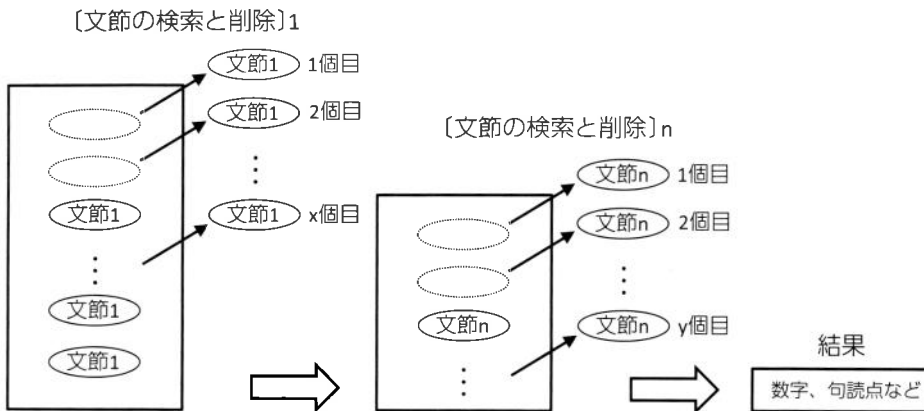 〔文節の検索と削除〕1
文節1 1個目
文節1 2個目
⋮
文節1 x個目
文節1
⋮
文節1
文節1
〔文節の検索と削除〕n
文節n 1個目
文節n 2個目
⋮
文節n y個目
文節n
⋮
結果
数字、句読点など